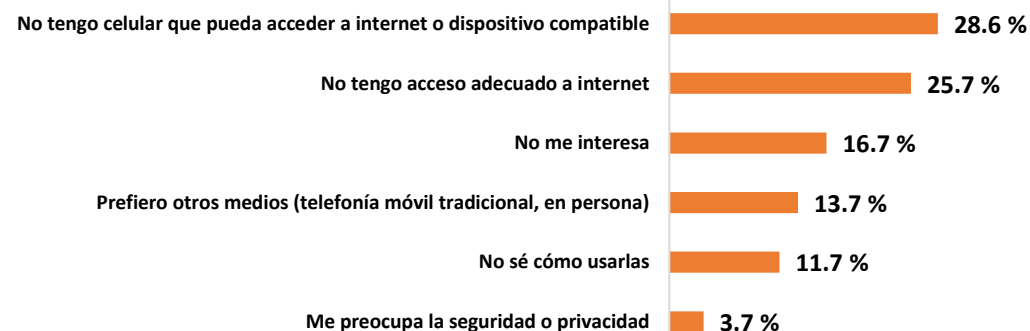 No tengo celular que pueda acceder a internet o dispositivo compatible 28.6 %
No tengo acceso adecuado a internet 25.7 %
No me interesa 16.7 %
Prefiero otros medios (telefonía móvil tradicional, en persona) 13.7 %
No sé cómo usarlas 11.7 %
Me preocupa la seguridad o privacidad 3.7 %